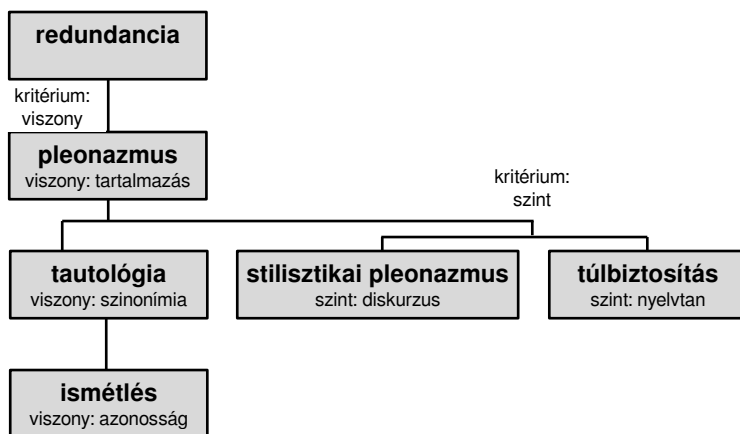 redundancia
kritérium:
viszony
pleonazmus
viszony: tartalmazás
kritérium:
szint
tautológia
viszony: szinonímia
stilisztikai pleonazmus
szint: diskurzus
túlbiztosítás
szint: nyelvtan
ismétlés
viszony: azonosság